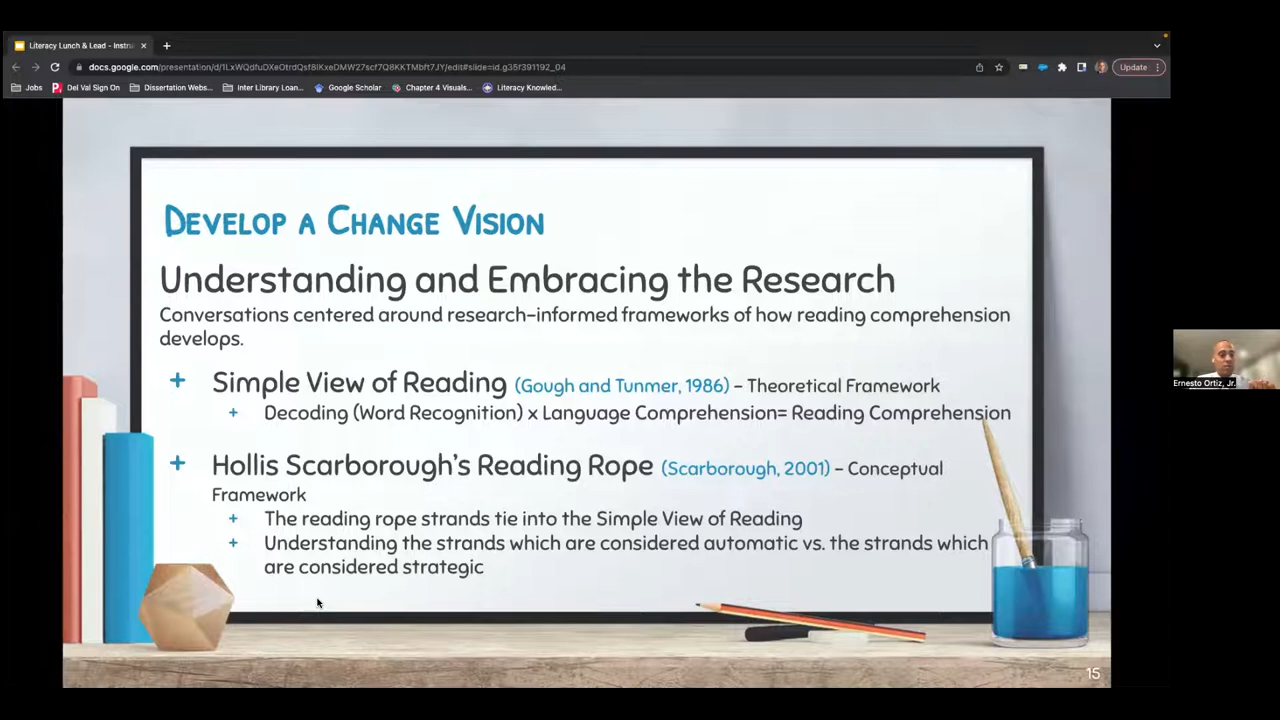 Literacy Lunch & Lead - Instru
docs.google.com/presentation/d/1LxWQdfuDXeOtrdQsf8IKxeDMW27scf7Q8KKTMbft7JY/edit#slide=id.g35f391192_04
Update
Jobs
Del Val Sign On
Dissertation Webs...
Inter Library Loan...
Google Scholar
Chapter 4 Visuals...
Literacy Knowled...
Develop a Change Vision
Understanding and Embracing the Research
Conversations centered around research-informed frameworks of how reading comprehension
develops.
+ Simple View of Reading (Gough and Tunmer, 1986) - Theoretical Framework
+ Decoding (Word Recognition) x Language Comprehension= Reading Comprehension
+ Hollis Scarborough's Reading Rope (Scarborough, 2001) - Conceptual
Framework
+ The reading rope strands tie into the Simple View of Reading
+ Understanding the strands which are considered automatic vs. the strands which
are considered strategic
15
Ernesto Ortiz, Jr.